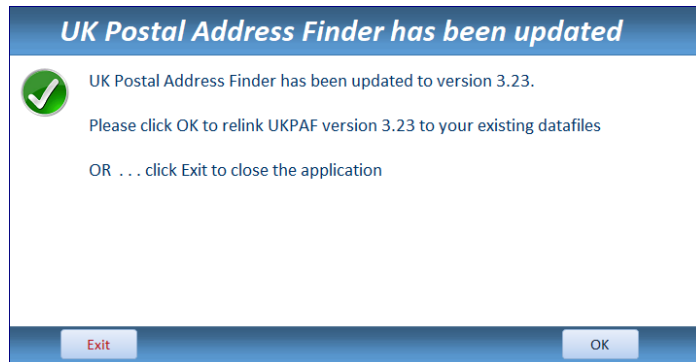 UK Postal Address Finder has been updated
UK Postal Address Finder has been updated to version 3.23.
Please click OK to relink UKPAF version 3.23 to your existing datafiles
OR . . . click Exit to close the application
Exit
OK